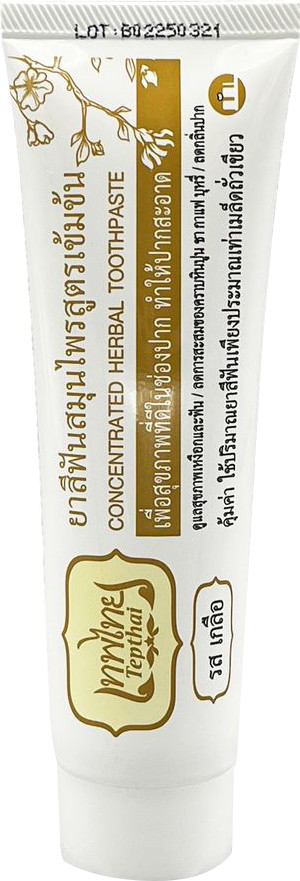 LOT:B02250321
ยาสีฟันสมุนไพรสูตรเข้มข้น
CONCENTRATED HERBAL TOOTHPASTE
เพื่อสุขภาพที่ดีในช่องปาก ทำให้ปากสะอาด
ดูแลสุขภาพเหงือกและฟัน / ลดการสะสมของคราบหินปูน ชา กาแฟ บุหรี่ / ลดกลิ่นปาก
คุ้มค่า ใช้ปริมาณยาสีฟันเพียงประมาณเท่าเมล็ดถั่วเขียว
เทพไทย
Tepthai
รส เกลือ